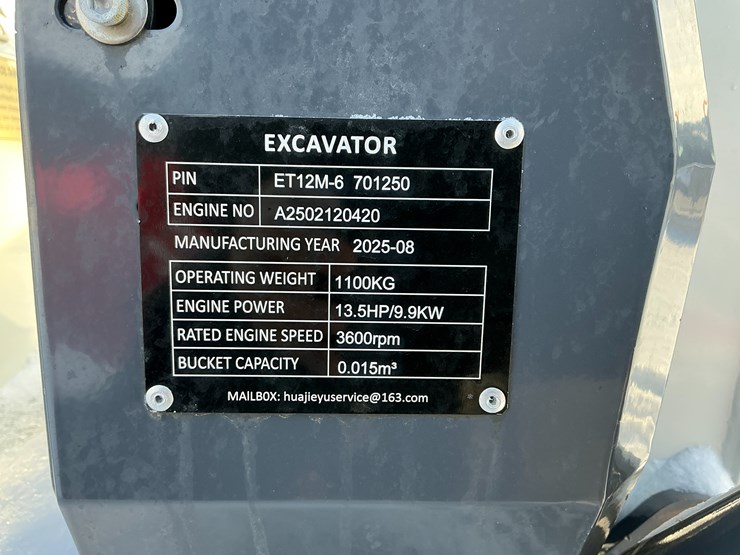 EXCAVATOR
PIN ET12M-6 701250
ENGINE NO A2502120420
MANUFACTURING YEAR 2025-08
OPERATING WEIGHT 1100KG
ENGINE POWER 13.5HP/9.9KW
RATED ENGINE SPEED 3600rpm
BUCKET CAPACITY 0.015m³
MAILBOX: huajieyuservice@163.com